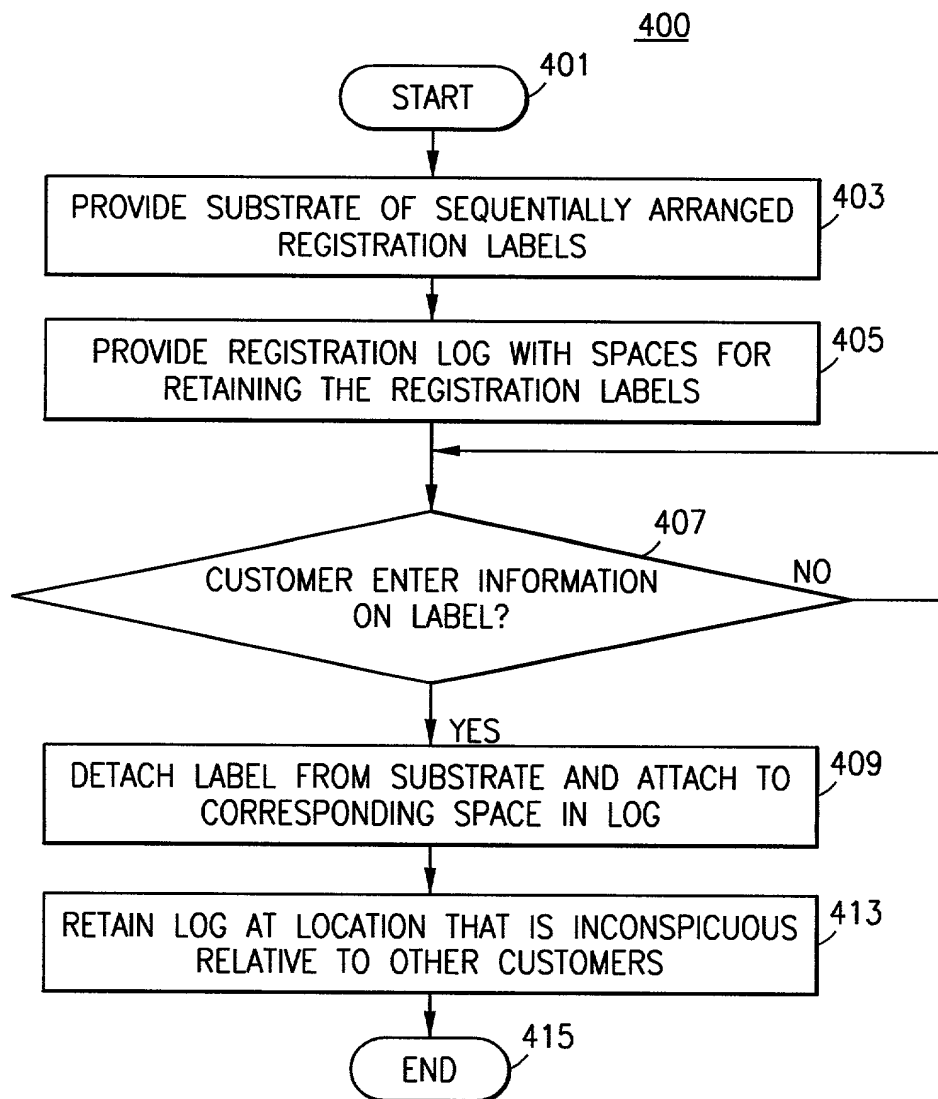 400
START
401
PROVIDE SUBSTRATE OF SEQUENTIALLY ARRANGED
REGISTRATION LABELS
403
PROVIDE REGISTRATION LOG WITH SPACES FOR
RETAINING THE REGISTRATION LABELS
405
407
CUSTOMER ENTER INFORMATION
ON LABEL?
NO
YES
DETACH LABEL FROM SUBSTRATE AND ATTACH TO
CORRESPONDING SPACE IN LOG
409
RETAIN LOG AT LOCATION THAT IS INCONSPICUOUS
RELATIVE TO OTHER CUSTOMERS
413
END
415